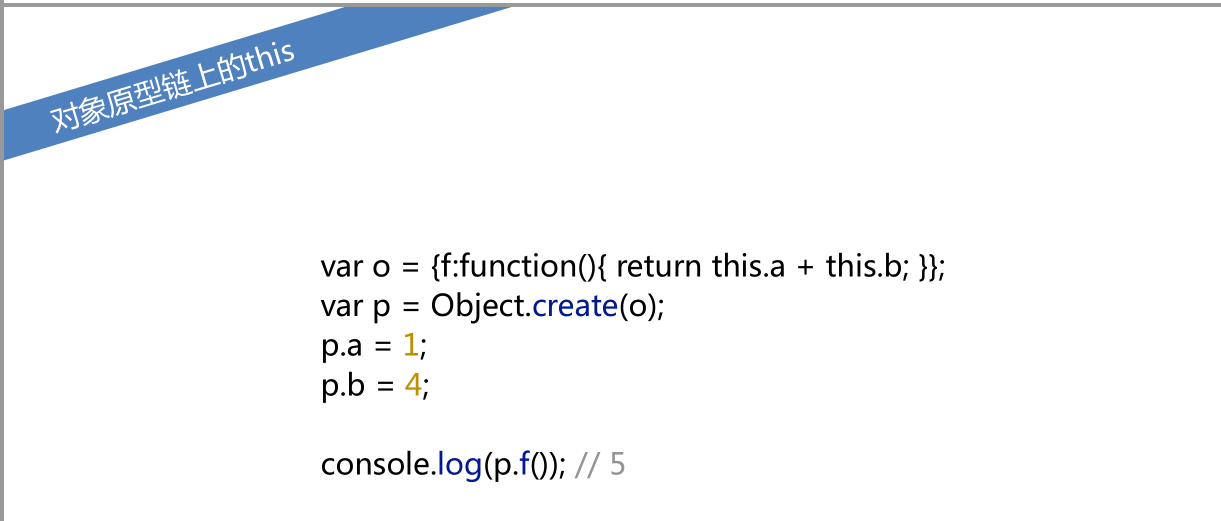 对象原型链上的this
var o = {f:function(){ return this.a + this.b; }};
var p = Object.create(o);
p.a = 1;
p.b = 4;
console.log(p.f()); // 5